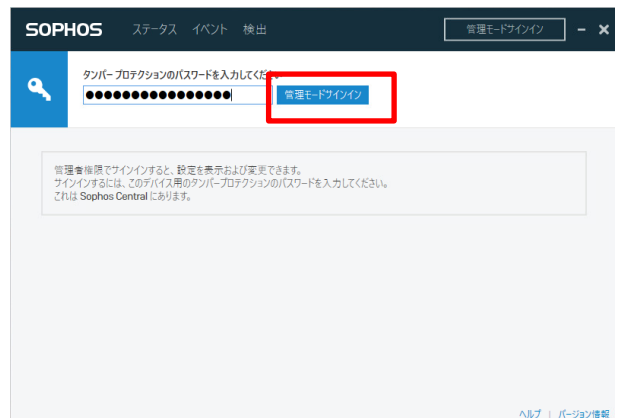 SOPHOS ステータス イベント 検出 管理モードサインイン
タンパープロテクションのパスワードを入力してくださ
●●●●●●●●●●●●●●●● 管理モードサインイン
管理者権限でサインインすると、設定を表示および変更できます。
サインインするには、このデバイス用のタンパープロテクションのパスワードを入力してください。
これは Sophos Central にあります。
ヘルプ | バージョン情報